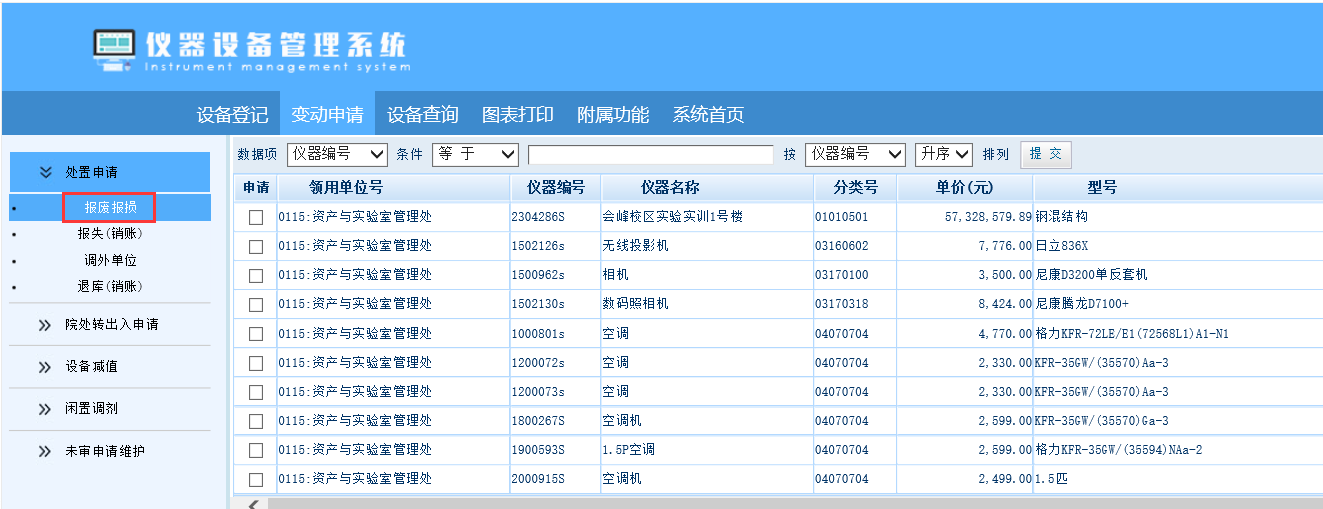 仪器设备管理系统
Instrument management system
设备登记 变动申请 设备查询 图表打印 附属功能 系统首页
处置申请
报废报损
报失(销账)
调外单位
退库(销账)
院处转出入申请
设备减值
闲置调剂
未审申请维护
数据项 仪器编号 条件 等 于 按 仪器编号 升序 排列 提 交
申请 领用单位号 仪器编号 仪器名称 分类号 单价(元) 型号
0115:资产与实验室管理处 2304286S 会峰校区实验实训1号楼 01010501 57,328,579.89 钢混结构
0115:资产与实验室管理处 1502126s 无线投影机 03160602 7,776.00 日立836X
0115:资产与实验室管理处 1500962s 相机 03170100 3,500.00 尼康D3200单反套机
0115:资产与实验室管理处 1502130s 数码照相机 03170318 8,424.00 尼康腾龙D7100+
0115:资产与实验室管理处 1000801s 空调 04070704 4,770.00 格力KFR-72LE/E1(72568L1)A1-N1
0115:资产与实验室管理处 1200072s 空调 04070704 2,330.00 KFR-35GW/(35570)Aa-3
0115:资产与实验室管理处 1200073s 空调 04070704 2,330.00 KFR-35GW/(35570)Aa-3
0115:资产与实验室管理处 1800267S 空调机 04070704 2,599.00 KFR-35GW/(35570)Ga-3
0115:资产与实验室管理处 1900593S 1.5P空调 04070704 2,599.00 格力KFR-35GW/(35594)NAa-2
0115:资产与实验室管理处 2000915S 空调机 04070704 2,499.00 1.5匹